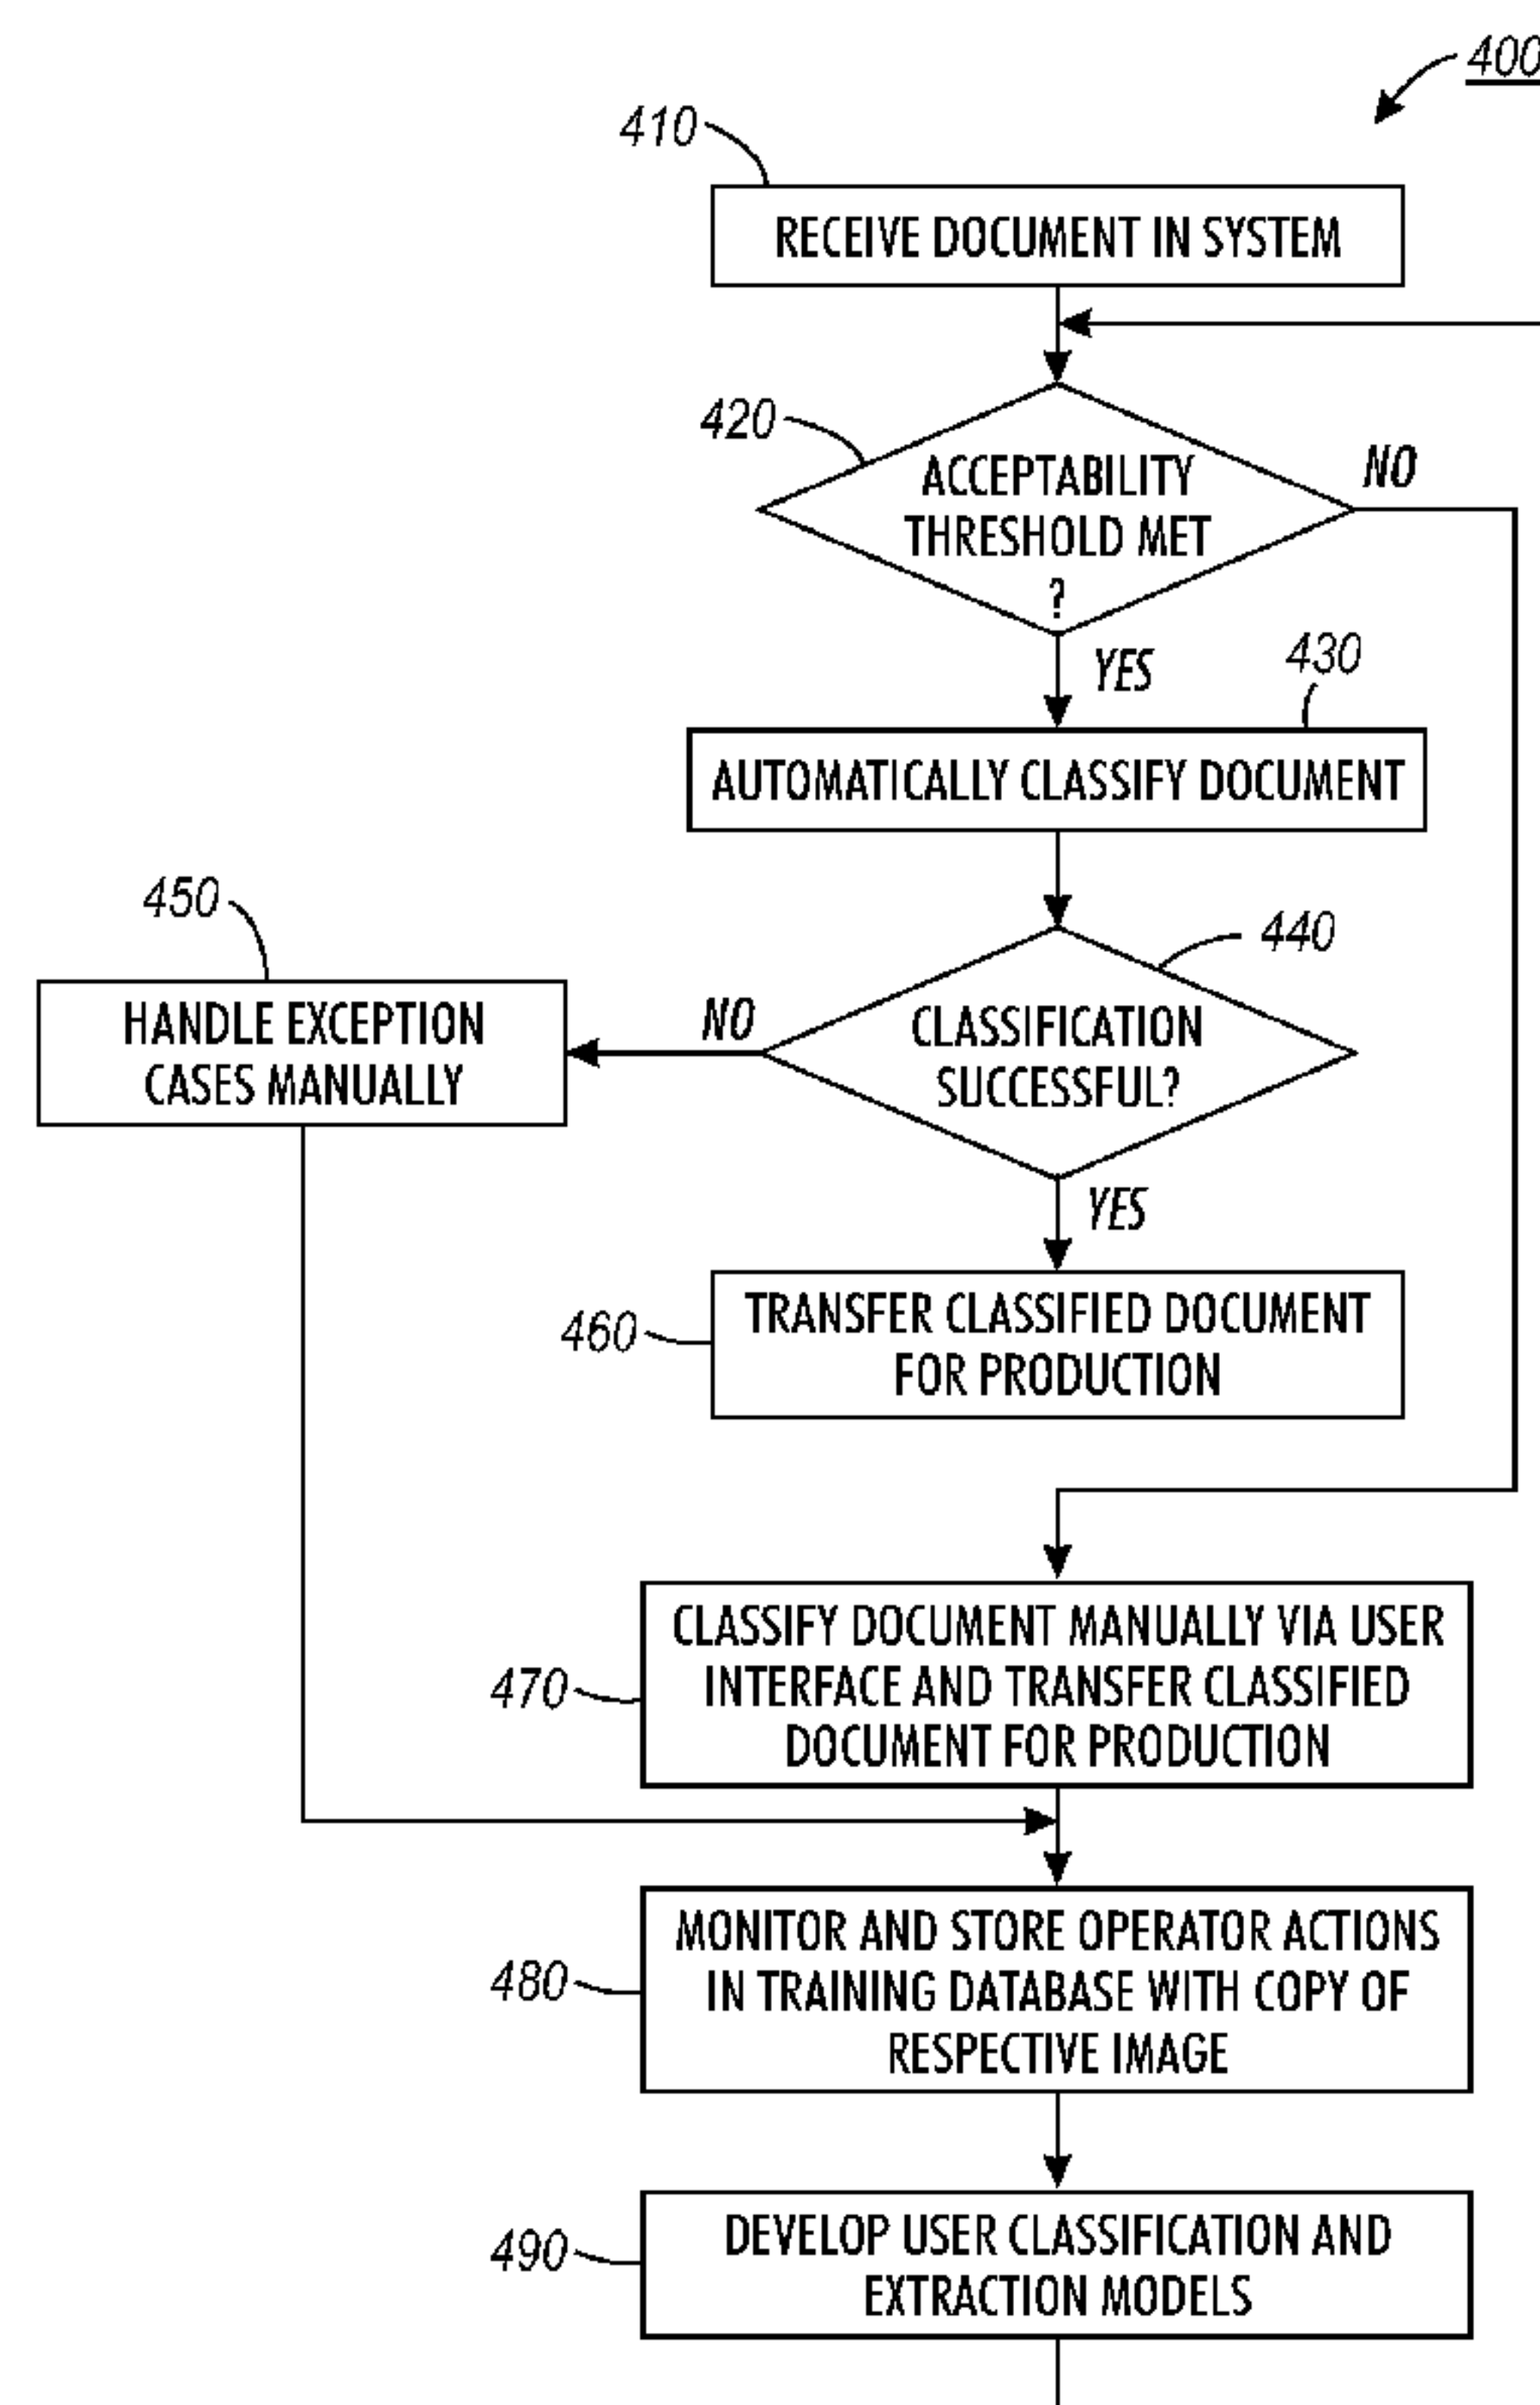 400
410
RECEIVE DOCUMENT IN SYSTEM
420
ACCEPTABILITY
THRESHOLD MET
?
NO
YES
430
AUTOMATICALLY CLASSIFY DOCUMENT
450
440
HANDLE EXCEPTION
CASES MANUALLY
NO
CLASSIFICATION
SUCCESSFUL?
YES
460
TRANSFER CLASSIFIED DOCUMENT
FOR PRODUCTION
470
CLASSIFY DOCUMENT MANUALLY VIA USER
INTERFACE AND TRANSFER CLASSIFIED
DOCUMENT FOR PRODUCTION
480
MONITOR AND STORE OPERATOR ACTIONS
IN TRAINING DATABASE WITH COPY OF
RESPECTIVE IMAGE
490
DEVELOP USER CLASSIFICATION AND
EXTRACTION MODELS